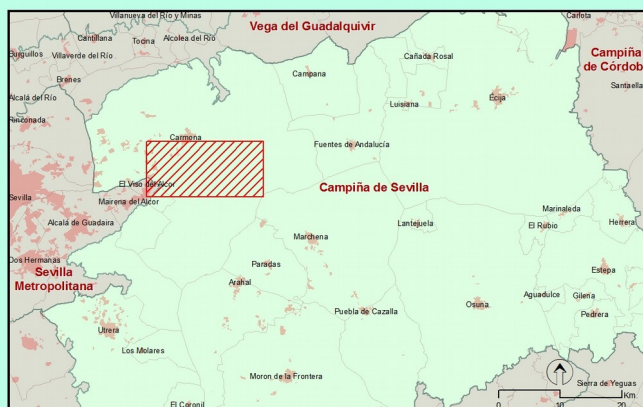 Villanueva del Río y Minas
Vega del Guadalquivir
Carlota
Cantillana
Tocina
Alcolea del Río
Burguillos
Villaverde del Río
Cañada Rosal
Campiña
de Córdob
Brenes
Campana
Santaella
Alcalá del Río
Luisiana
Écija
Rinconada
Carmona
Fuentes de Andalucía
El Viso del Alcor
Campiña de Sevilla
Sevilla
Mairena del Alcor
Marinaleda
Alcalá de Guadaira
Lantejuela
El Rubio
Herrera
Marchena
Dos Hermanas
Paradas
Estepa
Sevilla
Metropolitana
Arahal
Aguadulce
Gilena
Osuna
Puebla de Cazalla
Pedrera
Utrera
Los Molares
Moron de la Frontera
Sierra de Yeguas
0 10 20
Km.
El Coronil